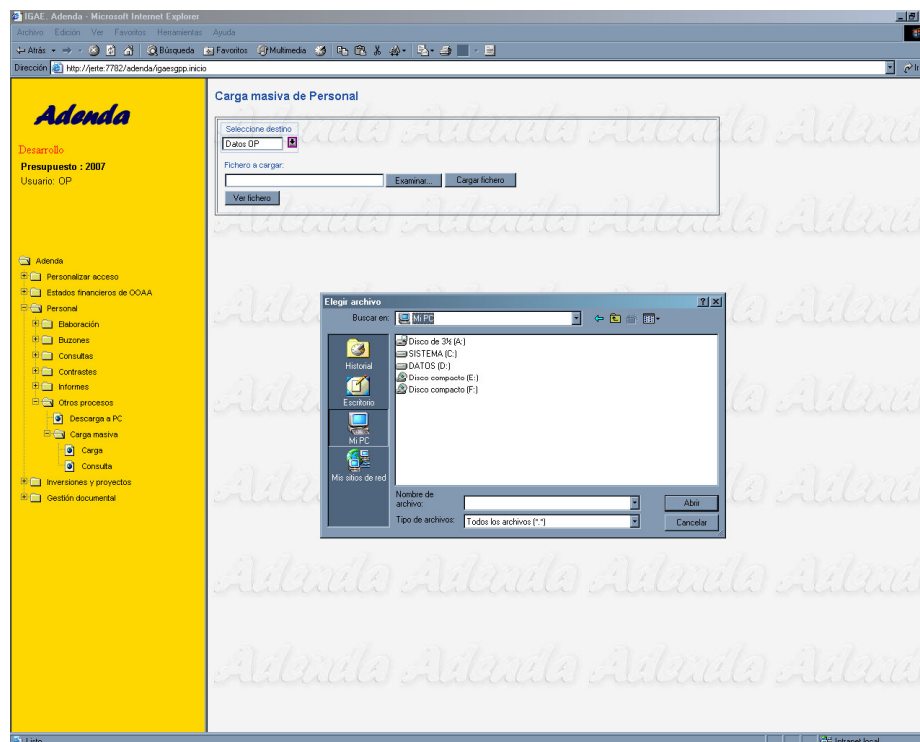 IGAE. Adenda - Microsoft Internet Explorer
Archivo Edición Ver Favoritos Herramientas Ayuda
Atrás Búsqueda Favoritos Multimedia
Dirección http://jerte:7782/adenda/igaesgpp.inicio Ir
Adenda
Desarrollo
Presupuesto : 2007
Usuario: OP
Adenda
Personalizar acceso
Estados financieros de OOAA
Personal
Elaboración
Buzones
Consultas
Contrastes
Informes
Otros procesos
Descarga a PC
Carga masiva
Carga
Consulta
Inversiones y proyectos
Gestión documental
Carga masiva de Personal
Seleccione destino
Datos OP
Fichero a cargar:
Examinar... Cargar fichero
Ver fichero
Elegir archivo
Buscar en: Mi PC
Historial
Escritorio
Mi PC
Mis sitios de red
Disco de 3½ (A:)
SISTEMA (C:)
DATOS (D:)
Disco compacto (E:)
Disco compacto (F:)
Nombre de
archivo:
Abrir
Tipo de archivos: Todos los archivos (*.*)
Cancelar
Adenda Adenda Adenda
Listo Intranet local